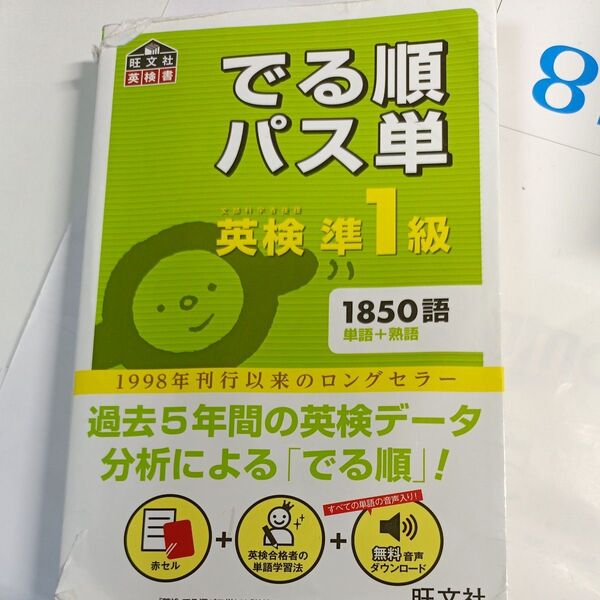 旺文社
英検書
でる順
パス単
文部科学省後援
英検 準1級
1850語
単語+熟語
1998年刊行以来のロングセラー
過去5年間の英検データ
分析による「でる順」!
すべての単語の音声入り!
赤セル
+
英検合格者の
単語学習法
+
無料音声
ダウンロード
旺文社
8